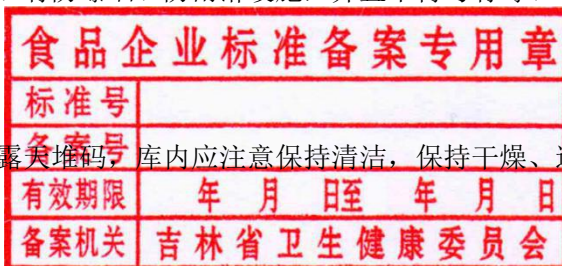 食品企业标准备案专用章
标准号
备案号
露天堆码，库内应注意保持清洁，保持干燥、通
有效期限 年 月 日至 年 月 日
备案机关 吉林省卫生健康委员会